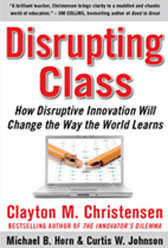 "A brilliant teacher, Christensen brings clarity to a muddled and chaotic
world of education." —JIM COLLINS, bestselling author of Good to Great
Disrupting
Class
How Disruptive Innovation Will
Change the Way the World Learns
Clayton M. Christensen
BESTSELLING AUTHOR OF THE INNOVATOR'S DILEMMA
Michael B. Horn & Curtis W. Johnson